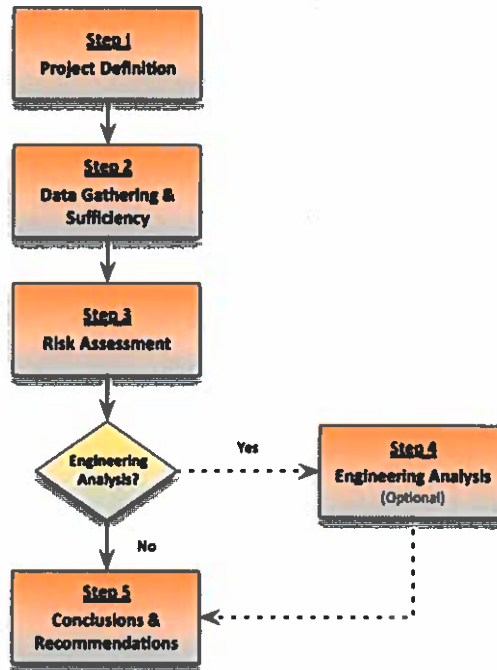 Step 1
Project Definition
Step 2
Data Gathering &
Sufficiency
Step 3
Risk Assessment
Engineering
Analysis?
Yes
Step 4
Engineering Analysis
(Optional)
No
Step 5
Conclusions &
Recommendations